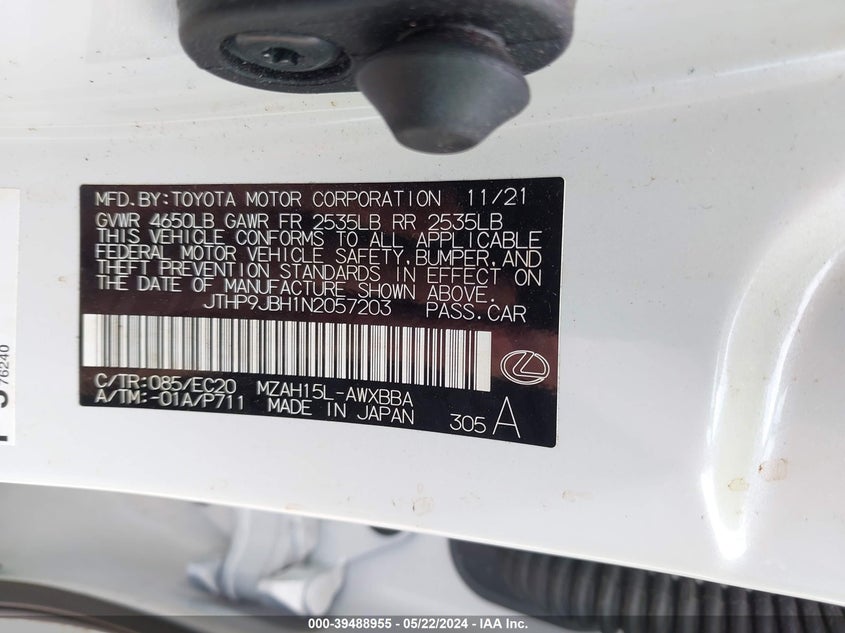 MFD.BY:TOYOTA MOTOR CORPORATION 11/21
GVWR 4650LB GAWR FR 2535LB RR 2535LB
THIS VEHICLE CONFORMS TO ALL APPLICABLE
FEDERAL MOTOR VEHICLE SAFETY,BUMPER,AND
THEFT PREVENTION STANDARDS IN EFFECT ON
THE DATE OF MANUFACTURE SHOWN ABOVE.
JTHP9JBH1N2057203 PASS.CAR
C/TR:085/EC20 MZAH15L-AWXBBA
A/TM:-01A/P711 MADE IN JAPAN 305 A
76240
000-39488955 - 05/22/2024 - IAA Inc.